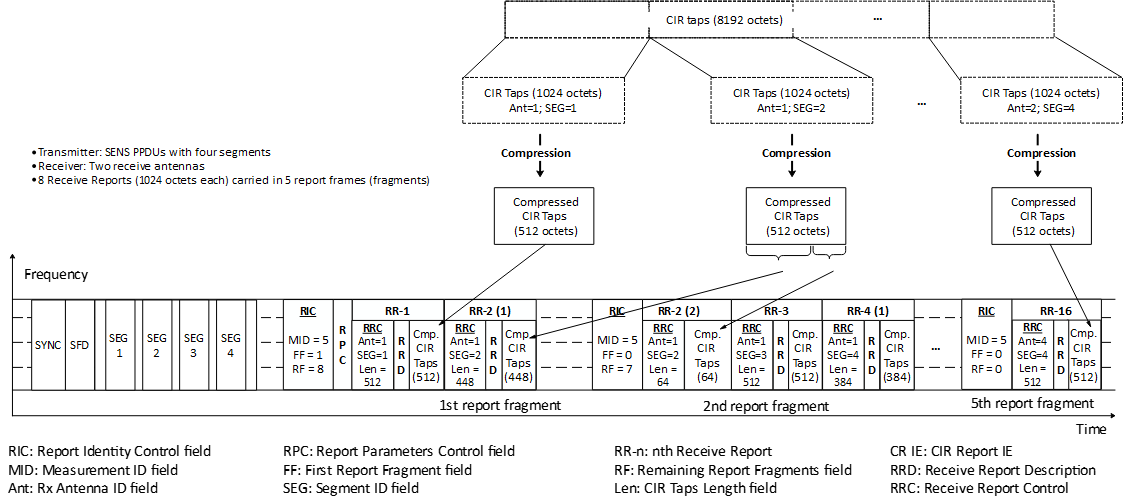 CIR taps (8192 octets)
...
CIR Taps (1024 octets)
Ant=1; SEG=1
CIR Taps (1024 octets)
Ant=1; SEG=2
...
CIR Taps (1024 octets)
Ant=2; SEG=4
•Transmitter: SENS PPDUs with four segments
•Receiver: Two receive antennas
•8 Receive Reports (1024 octets each) carried in 5 report frames (fragments)
Compression
Compression
Compression
Compressed
CIR Taps
(512 octets)
Compressed
CIR Taps
(512 octets)
Compressed
CIR Taps
(512 octets)
Frequency
SYNC
SFD
SEG
1
SEG
2
SEG
3
SEG
4
RIC
MID = 5
FF = 1
RF = 8
R
P
C
RR-1
RRC
Ant=1
SEG=1
Len =
512
R
R
D
Cmp.
CIR
Taps
(512)
RR-2 (1)
RRC
Ant=1
SEG=2
Len =
448
R
R
D
Cmp.
CIR
Taps
(448)
RIC
MID = 5
FF=0
RF=7
RR-2 (2)
RRC
Ant=1
SEG=2
Len =
64
Cmp.
CIR
Taps
(64)
RR-3
RRC
Ant=1
SEG=3
Len =
512
R
R
D
Cmp.
CIR
Taps
(512)
RR-4 (1)
RRC
Ant=1
SEG=4
Len =
384
R
R
D
Cmp.
CIR
Taps
(384)
...
RIC
MID = 5
FF=0
RF=0
RR-16
RRC
Ant=4
SEG=4
Len =
512
R
R
D
Cmp.
CIR
Taps
(512)
1st report fragment
2nd report fragment
5th report fragment
Time
RIC: Report Identity Control field
MID: Measurement ID field
Ant: Rx Antenna ID field
RPC: Report Parameters Control field
FF: First Report Fragment field
SEG: Segment ID field
RR-n: nth Receive Report
RF: Remaining Report Fragments field
Len: CIR Taps Length field
CR IE: CIR Report IE
RRD: Receive Report Description
RRC: Receive Report Control